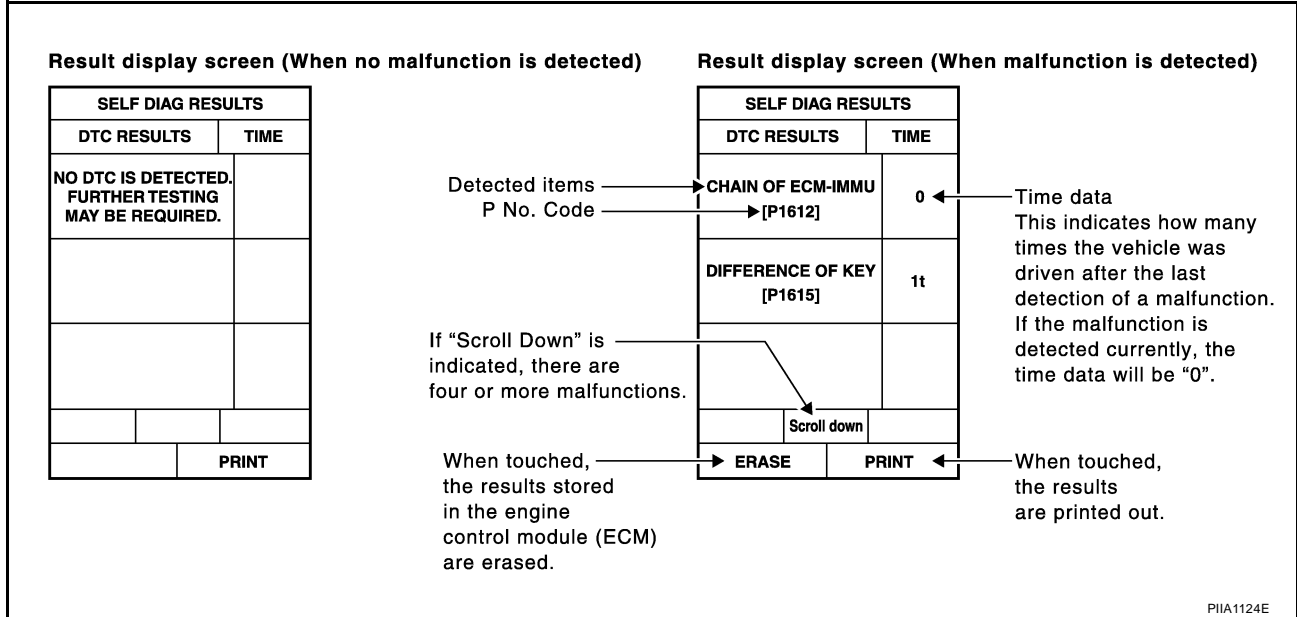 Result display screen (When no malfunction is detected)
SELF DIAG RESULTS
DTC RESULTS
TIME
NO DTC IS DETECTED.
FURTHER TESTING
MAY BE REQUIRED.
PRINT
Result display screen (When malfunction is detected)
SELF DIAG RESULTS
DTC RESULTS
TIME
Detected items
P No. Code
CHAIN OF ECM-IMMU
[P1612]
0
Time data
This indicates how many
times the vehicle was
driven after the last
detection of a malfunction.
If the malfunction is
detected currently, the
time data will be “0”.
DIFFERENCE OF KEY
[P1615]
1t
If “Scroll Down” is
indicated, there are
four or more malfunctions.
Scroll down
ERASE
PRINT
When touched,
the results stored
in the engine
control module (ECM)
are erased.
When touched,
the results
are printed out.
PIIA1124E